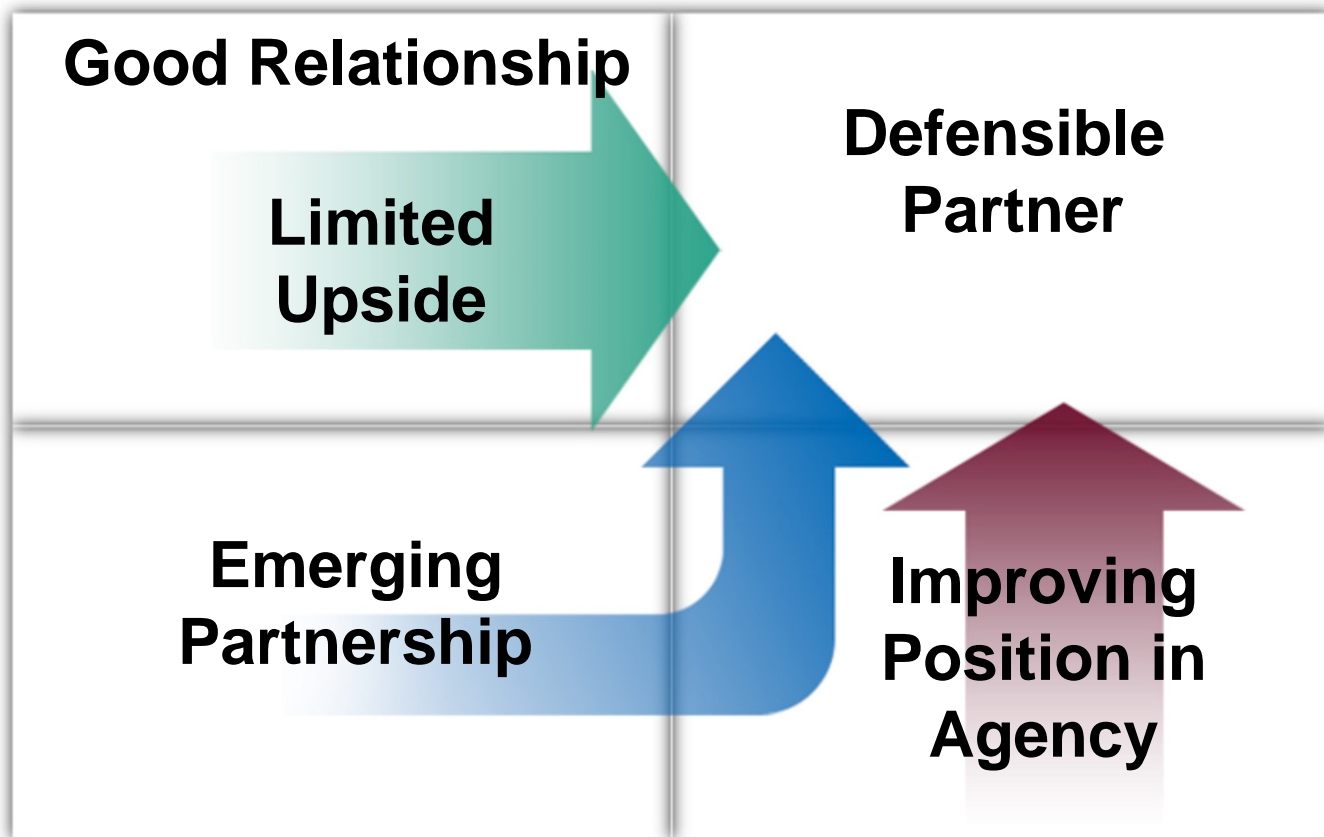 Good Relationship
Limited
Upside
Defensible
Partner
Emerging
Partnership
Improving
Position in
Agency